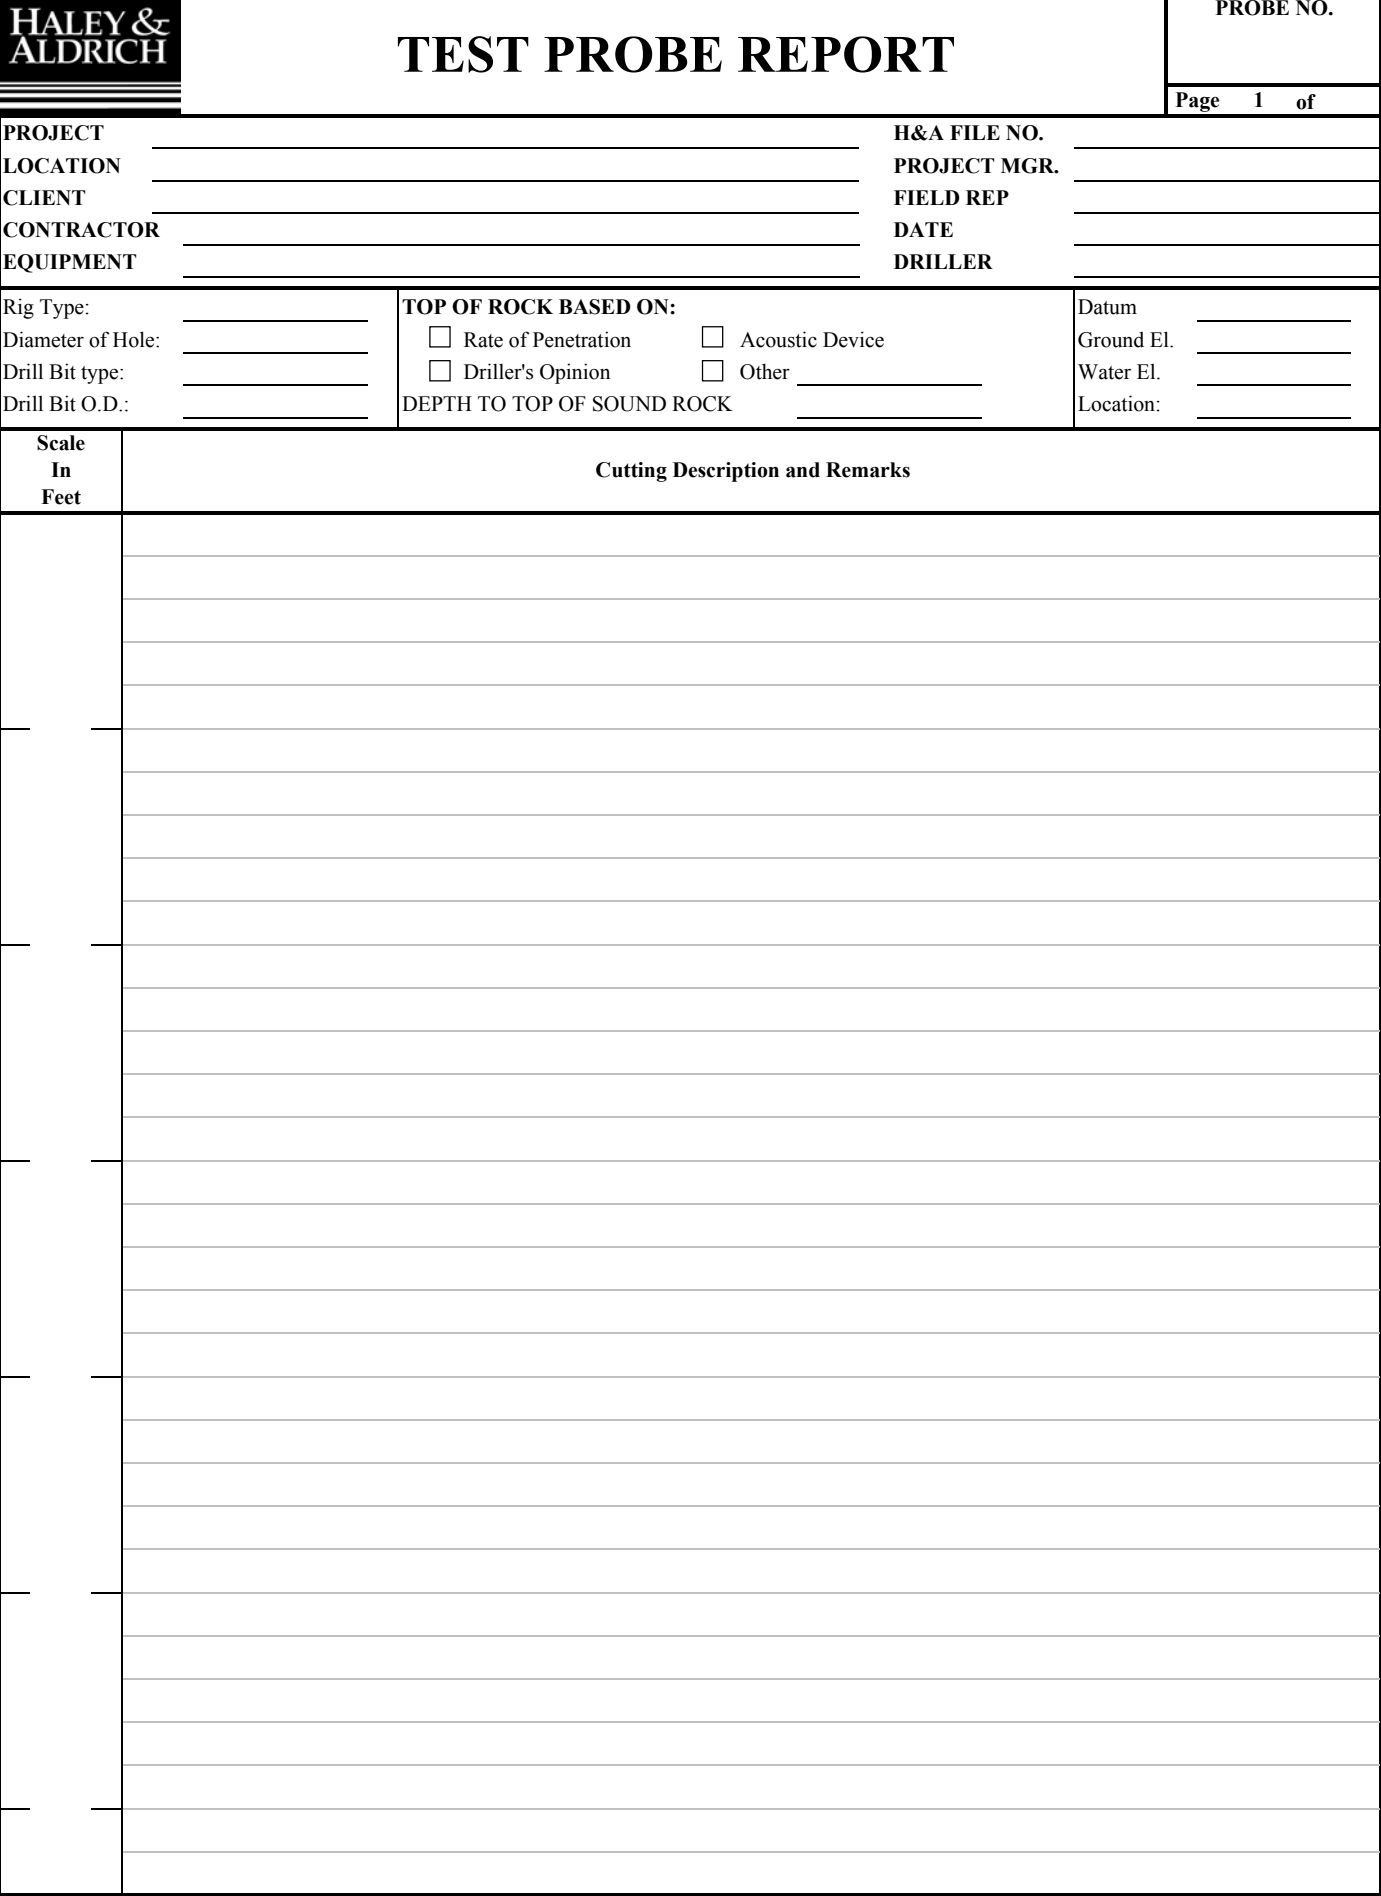 HALEY &
ALDRICH
TEST PROBE REPORT
PROBE NO.
Page 1 of
PROJECT H&A FILE NO.
LOCATION PROJECT MGR.
CLIENT FIELD REP
CONTRACTOR DATE
EQUIPMENT DRILLER
Rig Type: TOP OF ROCK BASED ON: Datum
Diameter of Hole: Rate of Penetration Acoustic Device Ground El.
Drill Bit type: Driller's Opinion Other Water El.
Drill Bit O.D.: DEPTH TO TOP OF SOUND ROCK Location:
Scale
In
Feet
Cutting Description and Remarks